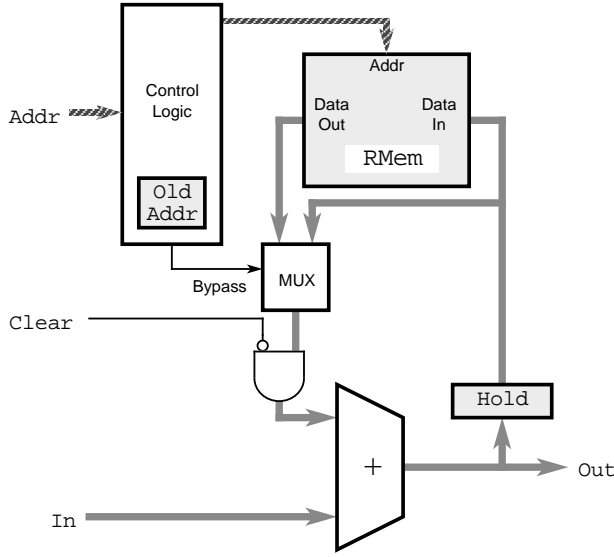 Addr
Control
Logic
Addr
Data
Out
Data
In
RMem
Old
Addr
Bypass
MUX
Clear
Hold
+
Out
In